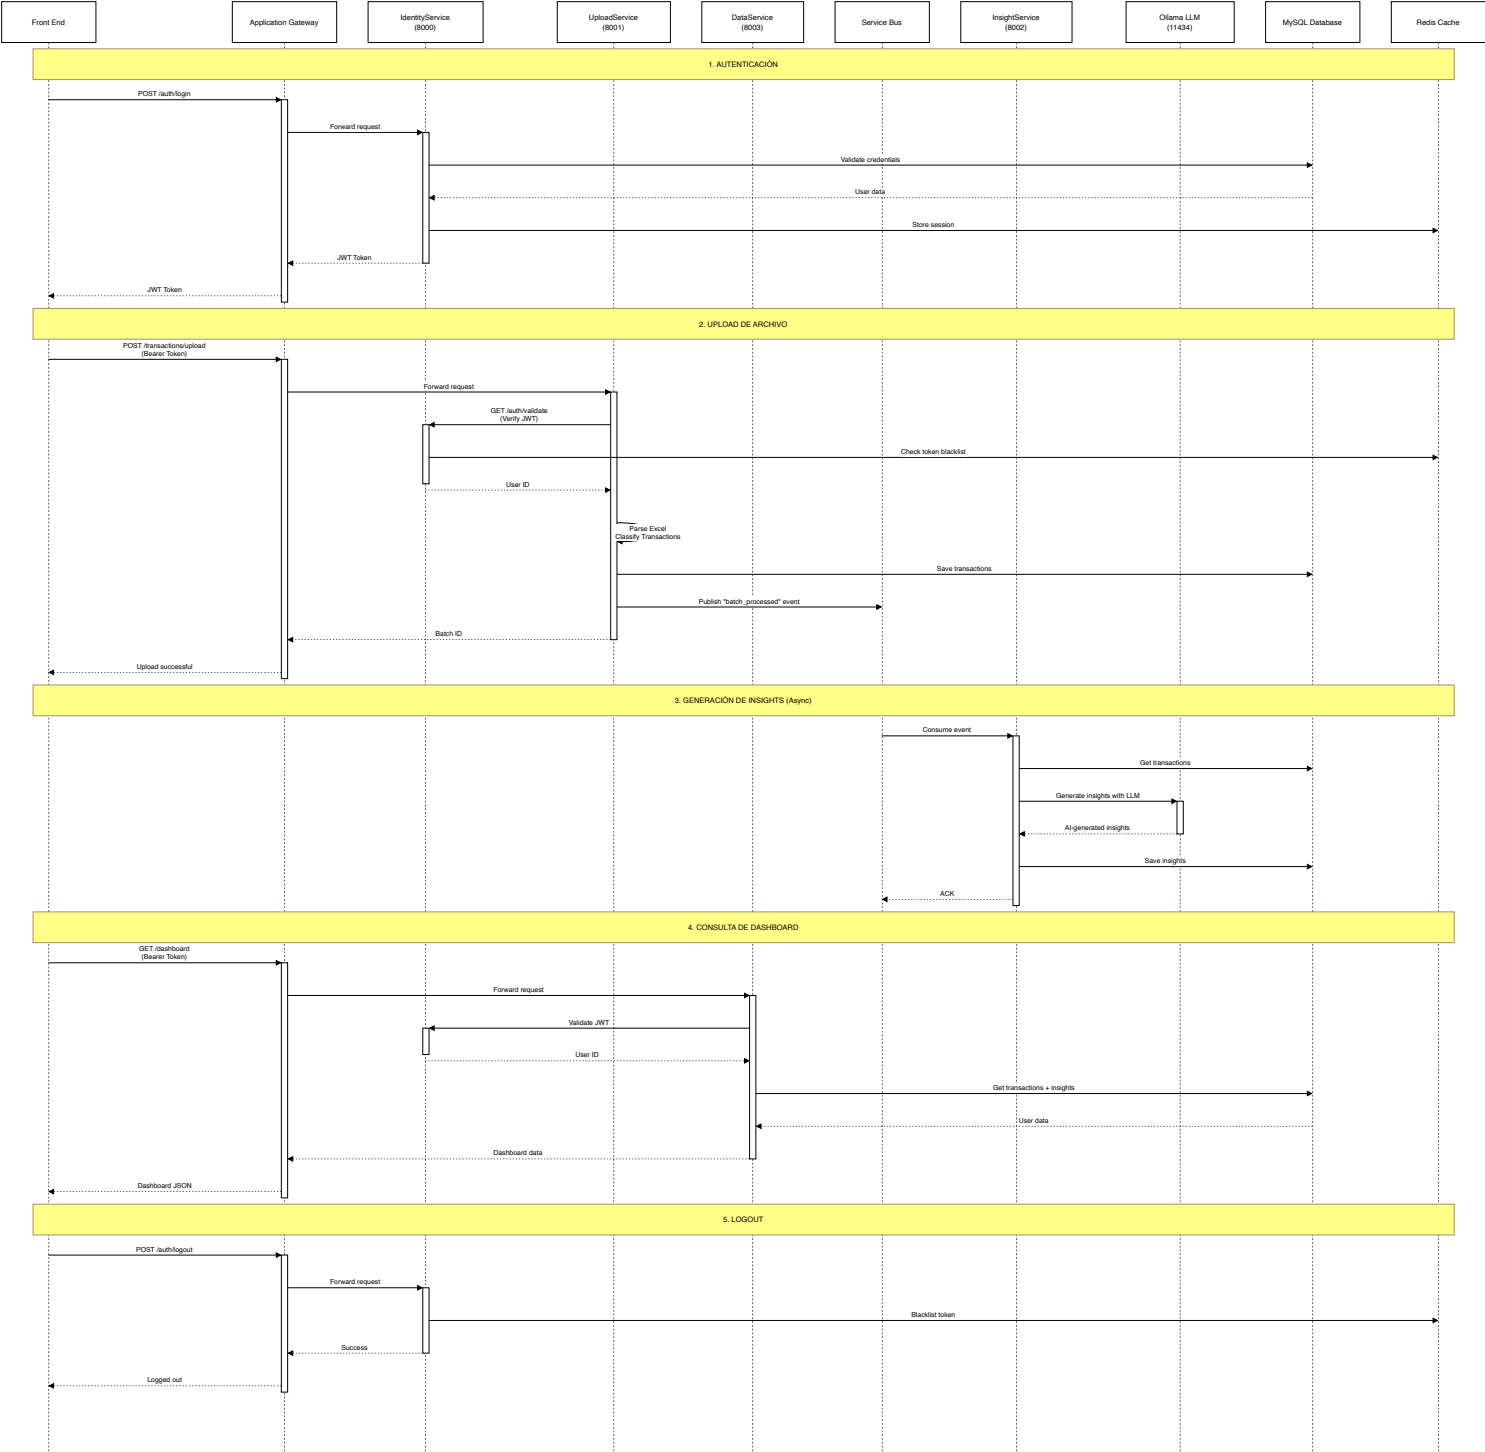 Front End
Application Gateway
IdentityService
(8000)
UploadService
(8001)
DataService
(8003)
Service Bus
InsightService
(8002)
Ollama LLM
(11434)
MySQL Database
Redis Cache
1. AUTENTICACIÓN
POST /auth/login
Forward request
Validate credentials
User data
Store session
JWT Token
JWT Token
2. UPLOAD DE ARCHIVO
POST /transactions/upload
(Bearer Token)
Forward request
GET /auth/validate
(Verify JWT)
Check token blacklist
User ID
Parse Excel
Classify Transactions
Save transactions
Publish "batch_processed" event
Batch ID
Upload successful
3. GENERACIÓN DE INSIGHTS (Async)
Consume event
Get transactions
Generate insights with LLM
AI-generated insights
Save insights
ACK
4. CONSULTA DE DASHBOARD
GET /dashboard
(Bearer Token)
Forward request
Validate JWT
User ID
Get transactions + insights
User data
Dashboard data
Dashboard JSON
5. LOGOUT
POST /auth/logout
Forward request
Blacklist token
Success
Logged out